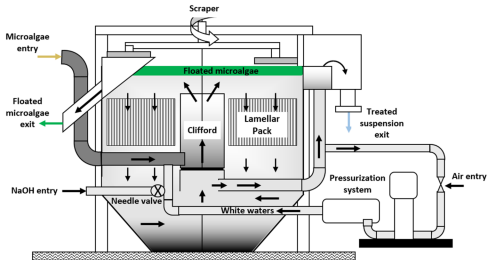 Scraper
Microalgae
entry
Floated microalgae
Floated
microalgae
exit
Clifford
Lamellar
Pack
Treated
suspension
exit
Pressurization
system
Air entry
NaOH entry
Needle valve
White waters